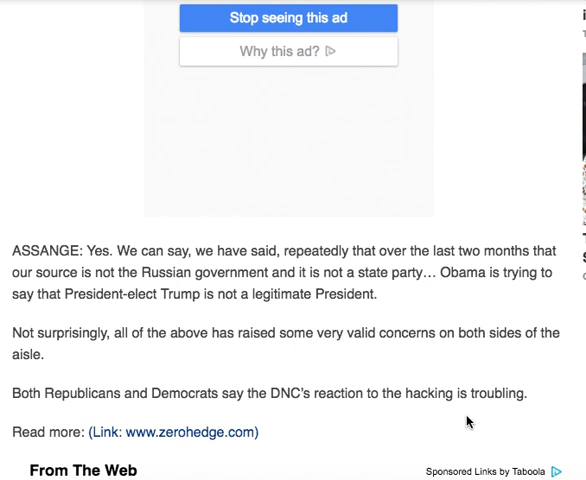 Stop seeing this ad
Why this ad?
ASSANGE: Yes. We can say, we have said, repeatedly that over the last two months that
our source is not the Russian government and it is not a state party… Obama is trying to
say that President-elect Trump is not a legitimate President.
Not surprisingly, all of the above has raised some very valid concerns on both sides of the
aisle.
Both Republicans and Democrats say the DNC's reaction to the hacking is troubling.
Read more: (Link: www.zerohedge.com)
From The Web
Sponsored Links by Taboola